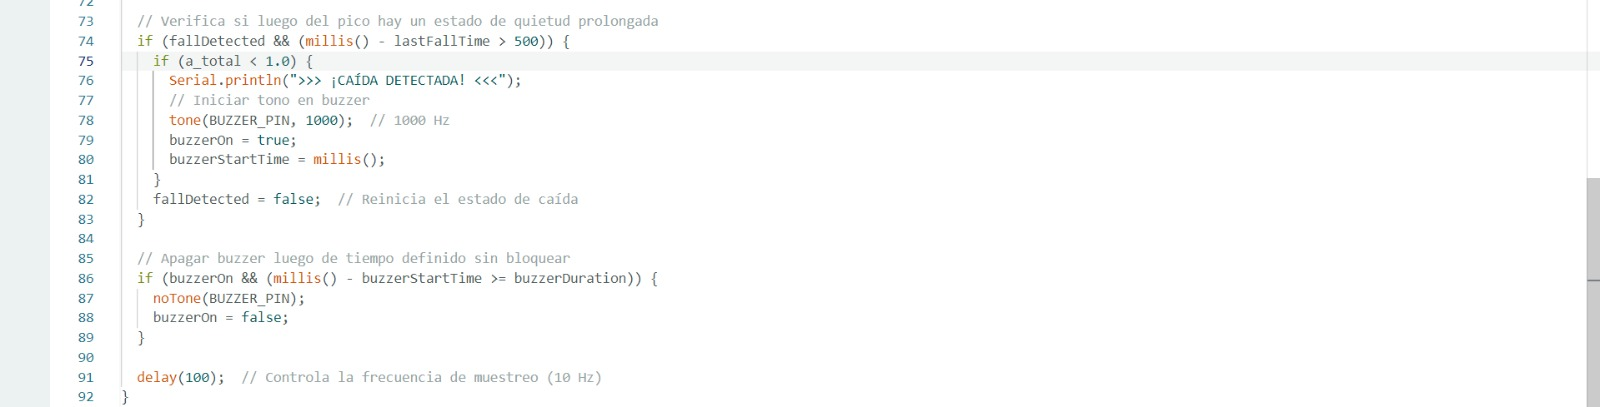 72
73 // Verifica si luego del pico hay un estado de quietud prolongada
74 if (fallDetected && (millis() - lastFallTime > 500)) {
75 if (a_total < 1.0) {
76 Serial.println(">>> ¡CAÍDA DETECTADA! <<<");
77 // Iniciar tono en buzzer
78 tone(BUZZER_PIN, 1000);  // 1000 Hz
79 buzzerOn = true;
80 buzzerStartTime = millis();
81 }
82 fallDetected = false;  // Reinicia el estado de caída
83 }
84
85 // Apagar buzzer luego de tiempo definido sin bloquear
86 if (buzzerOn && (millis() - buzzerStartTime >= buzzerDuration)) {
87 noTone(BUZZER_PIN);
88 buzzerOn = false;
89 }
90
91 delay(100);  // Controla la frecuencia de muestreo (10 Hz)
92 }